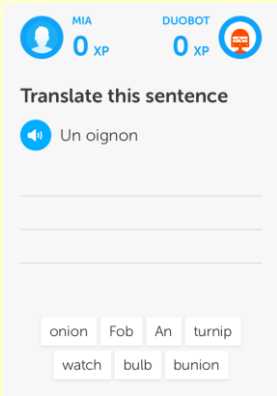 MIA DUOBOT
0 XP 0 XP
Translate this sentence
Un oignon
onion Fob An turnip
watch bulb bunion